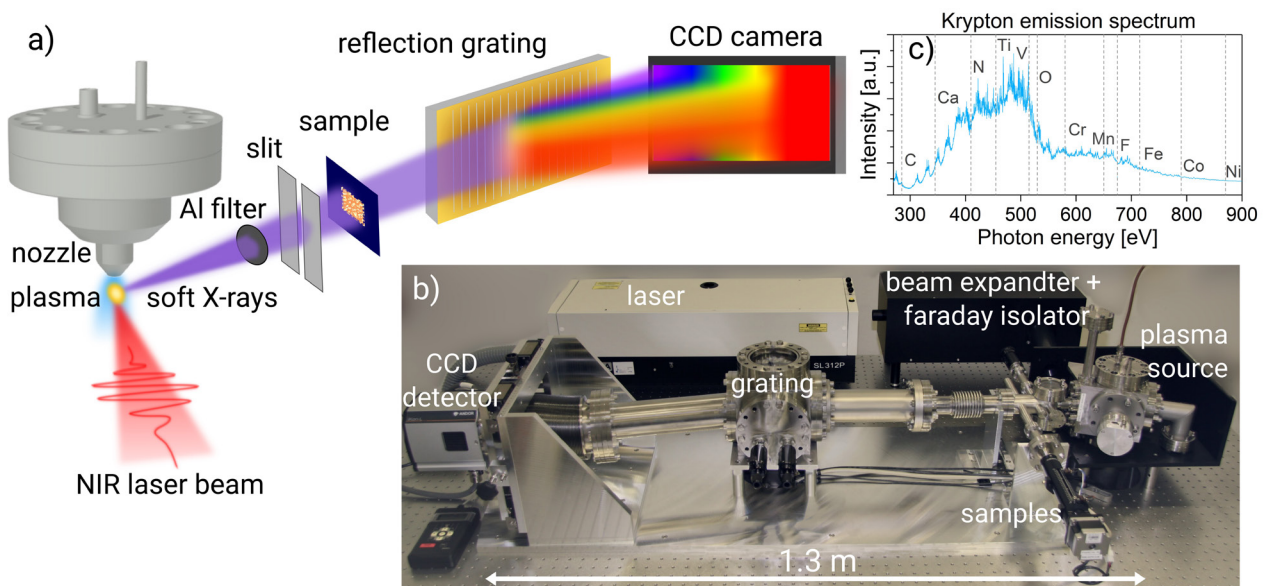 a)
reflection grating
CCD camera
sample
slit
Al filter
nozzle
plasma
soft X-rays
NIR laser beam
Krypton emission spectrum
c)
Intensity [a.u.]
C
Ca
N
Ti
V
O
Cr
Mn
F
Fe
Co
Ni
300 400 500 600 700 800 900
Photon energy [eV]
b)
laser
beam expandter +
faraday isolator
plasma
source
CCD
detector
grating
SL312P
samples
1.3 m